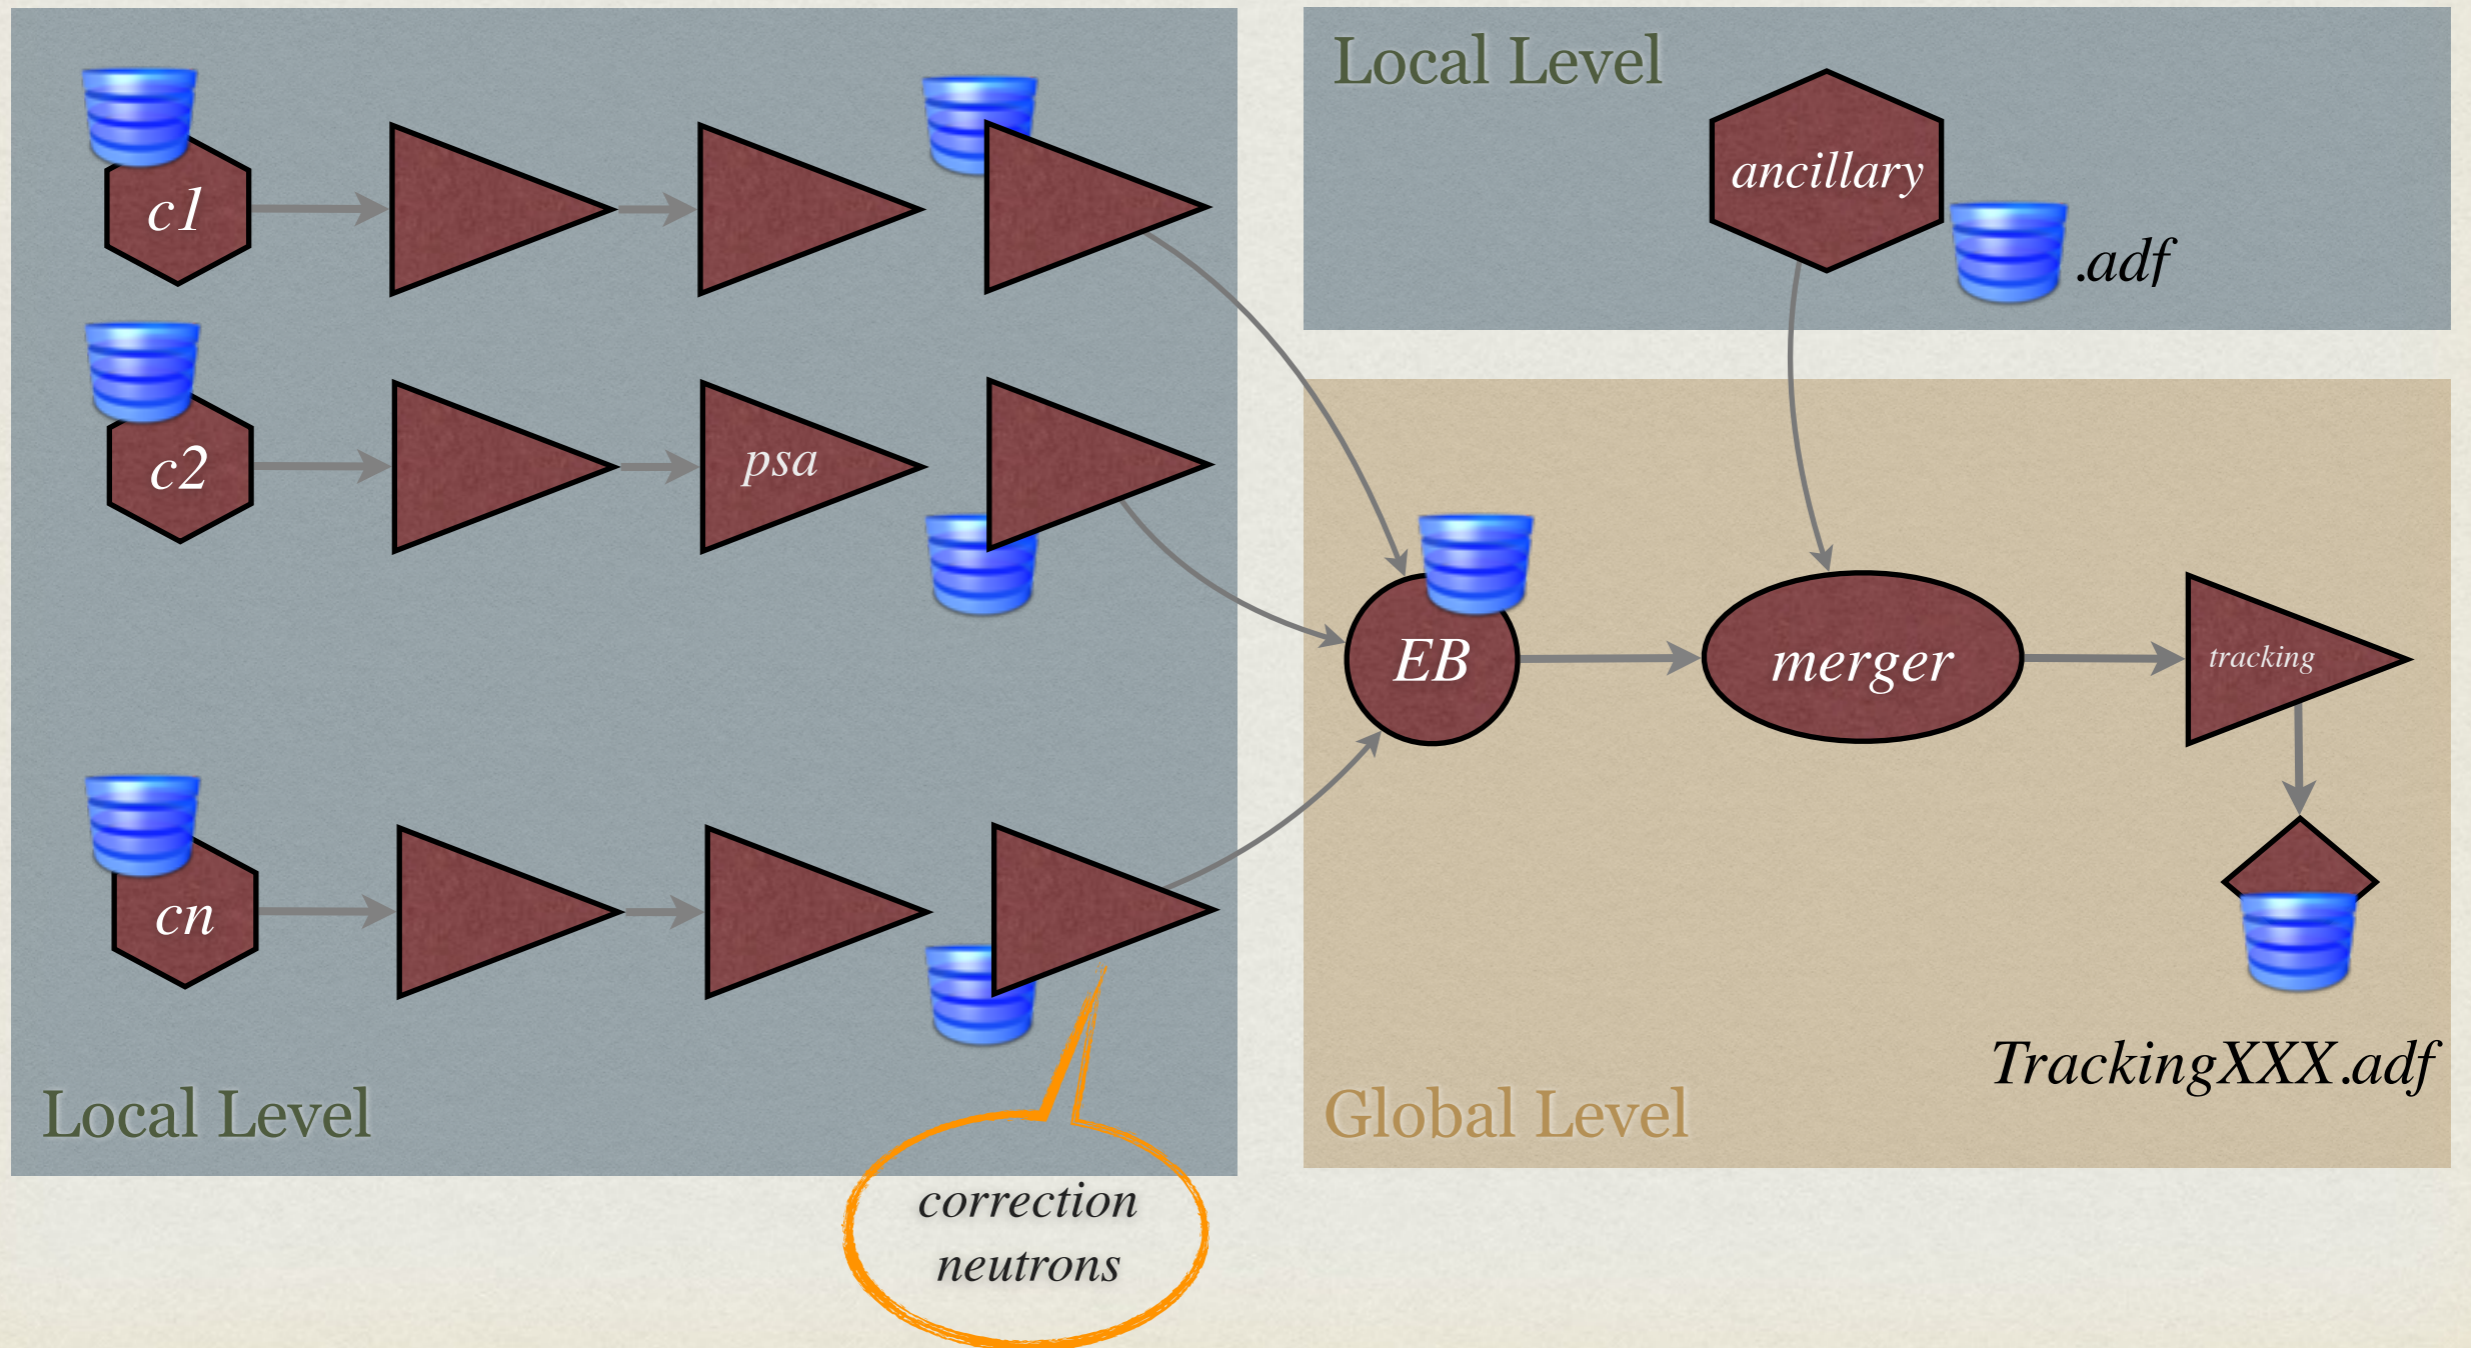 Local Level
ancillary
.adf
c1
c2
psa
EB
merger
tracking
cn
TrackingXXX.adf
Local Level
Global Level
correction
neutrons